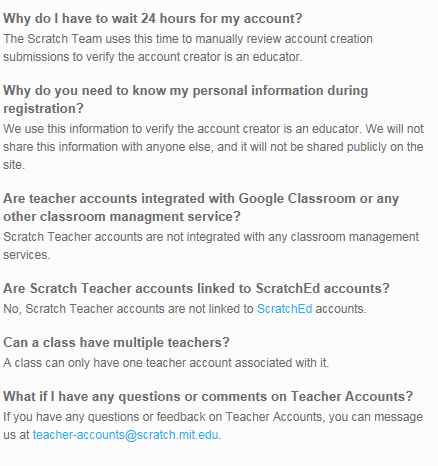 Why do I have to wait 24 hours for my account?
The Scratch Team uses this time to manually review account creation
submissions to verify the account creator is an educator.
Why do you need to know my personal information during
registration?
We use this information to verify the account creator is an educator. We will not
share this information with anyone else, and it will not be shared publicly on the
site.
Are teacher accounts integrated with Google Classroom or any
other classroom managment service?
Scratch Teacher accounts are not integrated with any classroom management
services.
Are Scratch Teacher accounts linked to ScratchEd accounts?
No, Scratch Teacher accounts are not linked to ScratchEd accounts.
Can a class have multiple teachers?
A class can only have one teacher account associated with it.
What if I have any questions or comments on Teacher Accounts?
If you have any questions or feedback on Teacher Accounts, you can message
us at teacher-accounts@scratch.mit.edu.